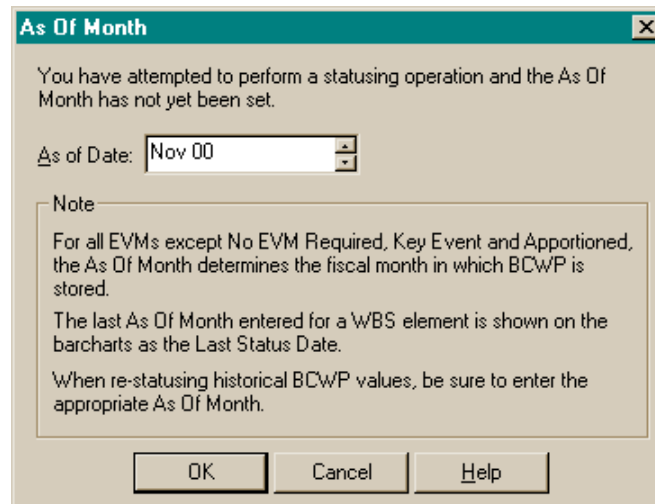 As Of Month
You have attempted to perform a statusing operation and the As Of
Month has not yet been set.
As of Date: Nov 00
Note
For all EVMs except No EVM Required, Key Event and Apportioned,
the As Of Month determines the fiscal month in which BCWP is
stored.
The last As Of Month entered for a WBS element is shown on the
barcharts as the Last Status Date.
When re-statusing historical BCWP values, be sure to enter the
appropriate As Of Month.
OK Cancel Help